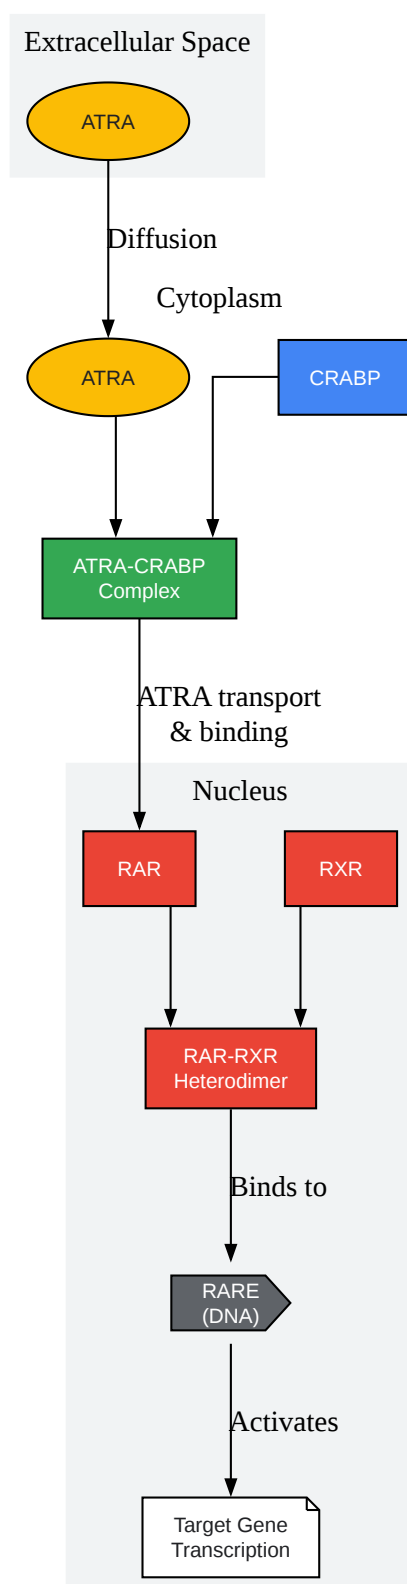 Extracellular Space
ATRA
Diffusion
Cytoplasm
ATRA
CRABP
ATRA-CRABP
Complex
ATRA transport
& binding
Nucleus
RAR
RXR
RAR-RXR
Heterodimer
Binds to
RARE
(DNA)
Activates
Target Gene
Transcription